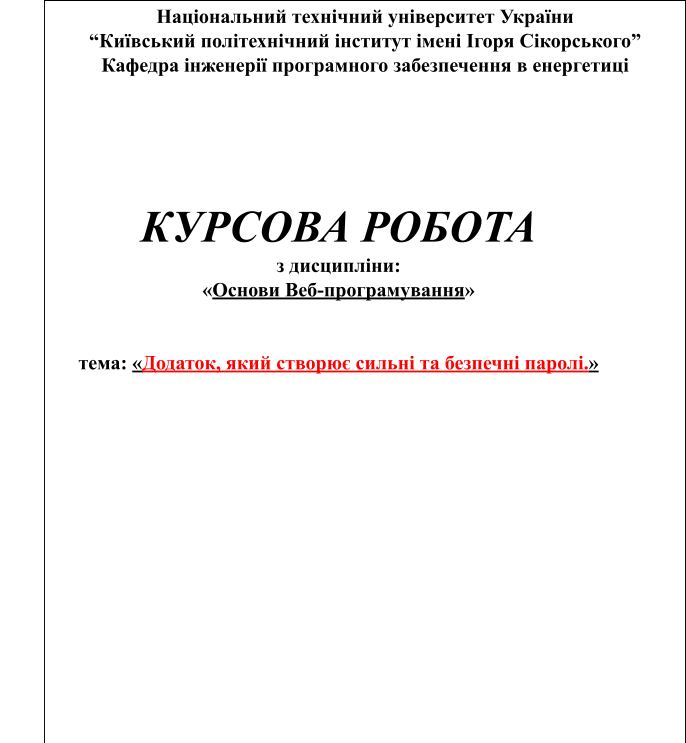 Національний технічний університет України
“Київський політехнічний інститут імені Ігоря Сікорського”
Кафедра інженерії програмного забезпечення в енергетиці
КУРСОВА РОБОТА
з дисципліни:
«Основи Веб-програмування»
тема: «Додаток, який створює сильні та безпечні паролі.»